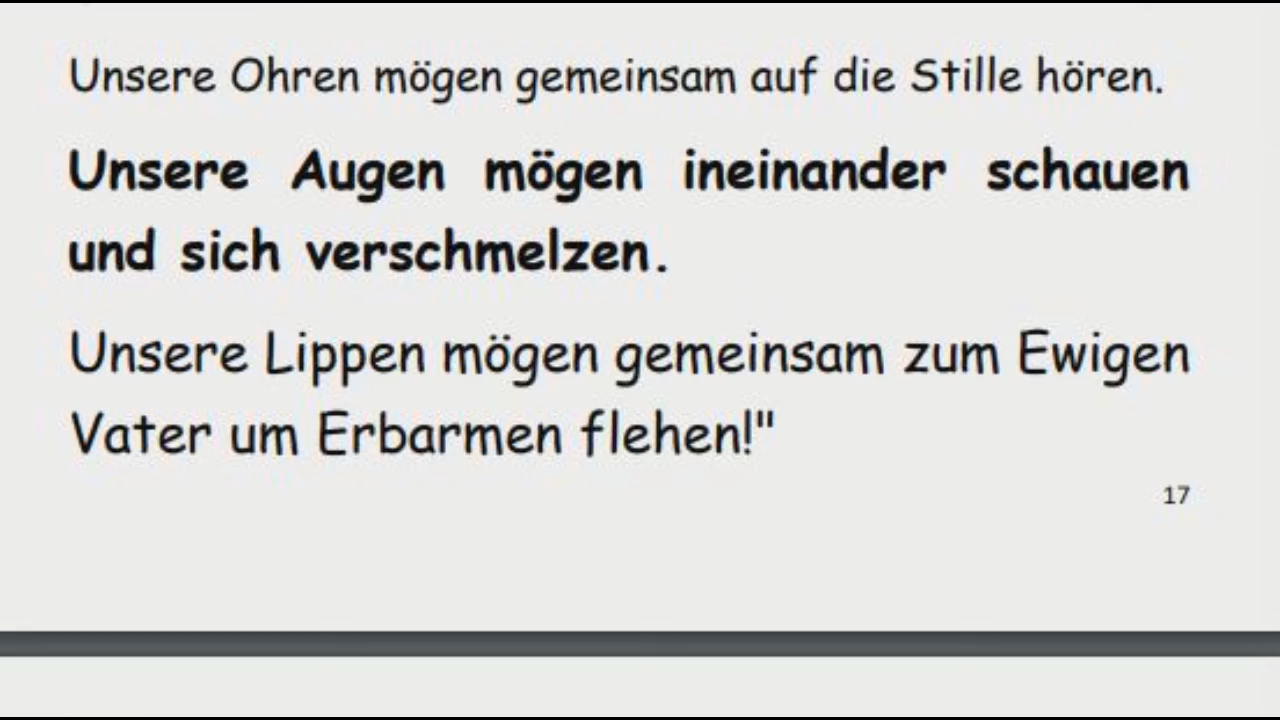 Unsere Ohren mögen gemeinsam auf die Stille hören.
Unsere Augen mögen ineinander schauen
und sich verschmelzen.
Unsere Lippen mögen gemeinsam zum Ewigen
Vater um Erbarmen flehen!"
17